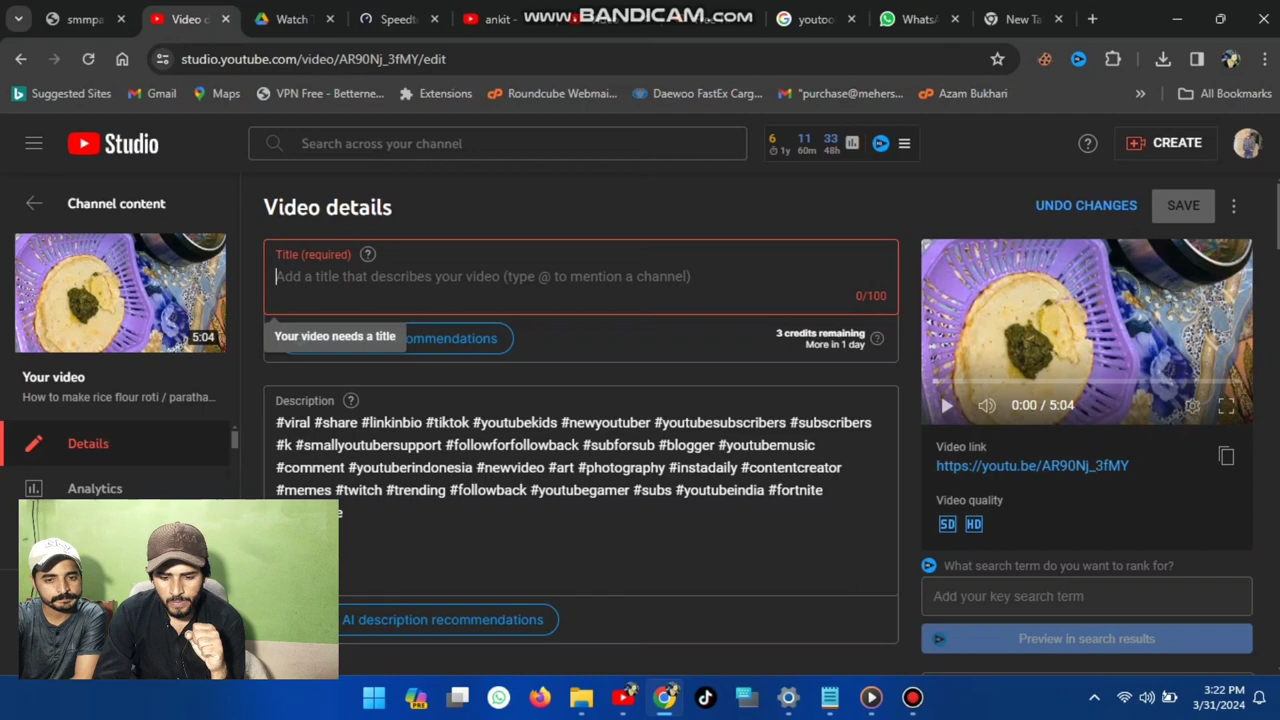 smmpa
Video d
Watch T
Speedte
ankit -
www.BANDICAM.com
youtoo
WhatsA
New Ta
studio.youtube.com/video/AR90Nj_3fMY/edit
Suggested Sites
Gmail
Maps
VPN Free - Betterne...
Extensions
Roundcube Webmai...
Daewoo FastEx Carg...
"purchase@mehers...
Azam Bukhari
»
All Bookmarks
Studio
Search across your channel
6 11 33
1y 60m 48h
CREATE
Channel content
Video details
UNDO CHANGES
SAVE
Title (required)
Add a title that describes your video (type @ to mention a channel)
0/100
Your video needs a title
ommendations
3 credits remaining
More in 1 day
5:04
Your video
How to make rice flour roti / paratha...
Details
Analytics
Description
#viral #share #linkinbio #tiktok #youtubekids #newyoutuber #youtubesubscribers #subscribers
#k #smallyoutubersupport #followforfollowback #subforsub #blogger #youtubemusic
#comment #youtuberindonesia #newvideo #art #photography #instadaily #contentcreator
#memes #twitch #trending #followback #youtubegamer #subs #youtubeindia #fortnite
e
AI description recommendations
0:00 / 5:04
Video link
https://youtu.be/AR90Nj_3fMY
Video quality
SD HD
What search term do you want to rank for?
Add your key search term
Preview in search results
PRE
3:22 PM
3/31/2024